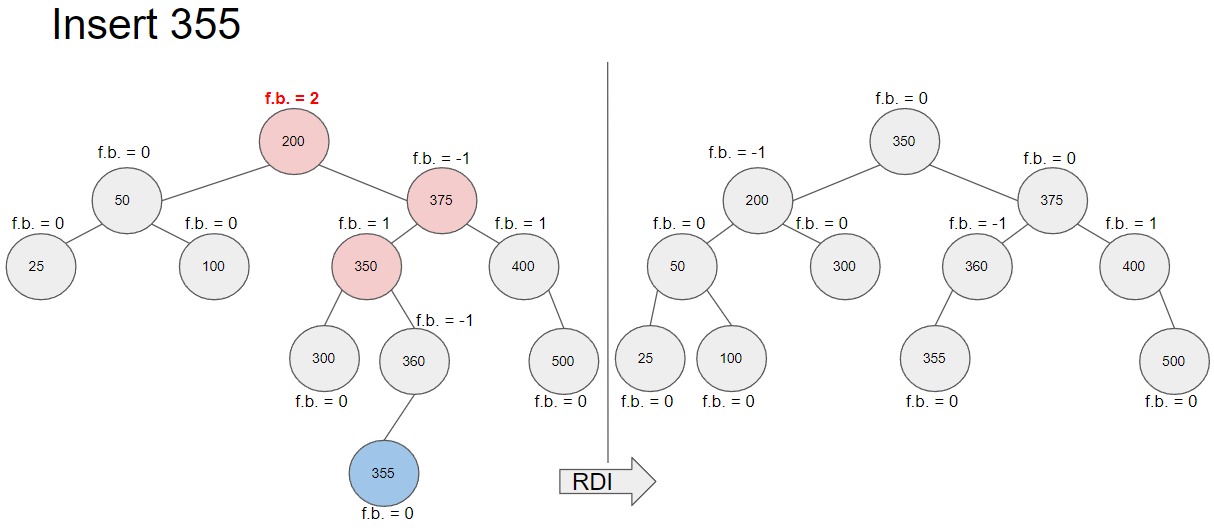 Insert 355
f.b. = 2
200
f.b. = 0
50
f.b. = -1
375
f.b. = 0
25
f.b. = 0
100
f.b. = 1
350
f.b. = 1
400
300
f.b. = 0
f.b. = -1
360
500
f.b. = 0
355
f.b. = 0
RDI
f.b. = 0
350
f.b. = -1
200
f.b. = 0
375
f.b. = 0
50
f.b. = 0
300
f.b. = -1
360
f.b. = 1
400
25
f.b. = 0
100
f.b. = 0
355
f.b. = 0
500
f.b. = 0